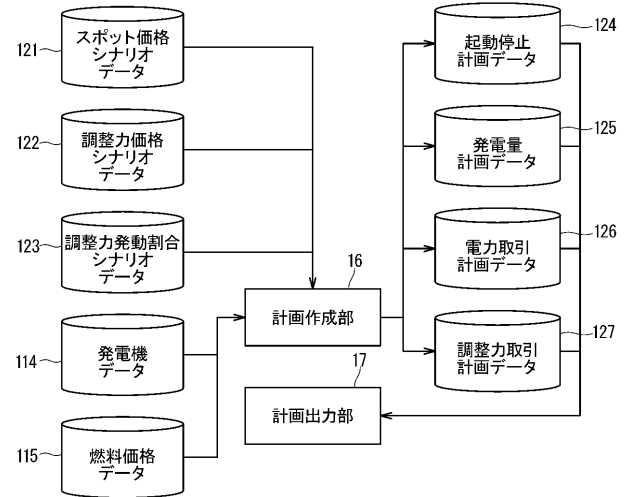 121
スポット価格
シナリオ
データ
122
調整力価格
シナリオ
データ
123
調整力発動割合
シナリオ
データ
114
発電機
データ
115
燃料価格
データ
16
計画作成部
17
計画出力部
124
起動停止
計画データ
125
発電量
計画データ
126
電力取引
計画データ
127
調整力取引
計画データ